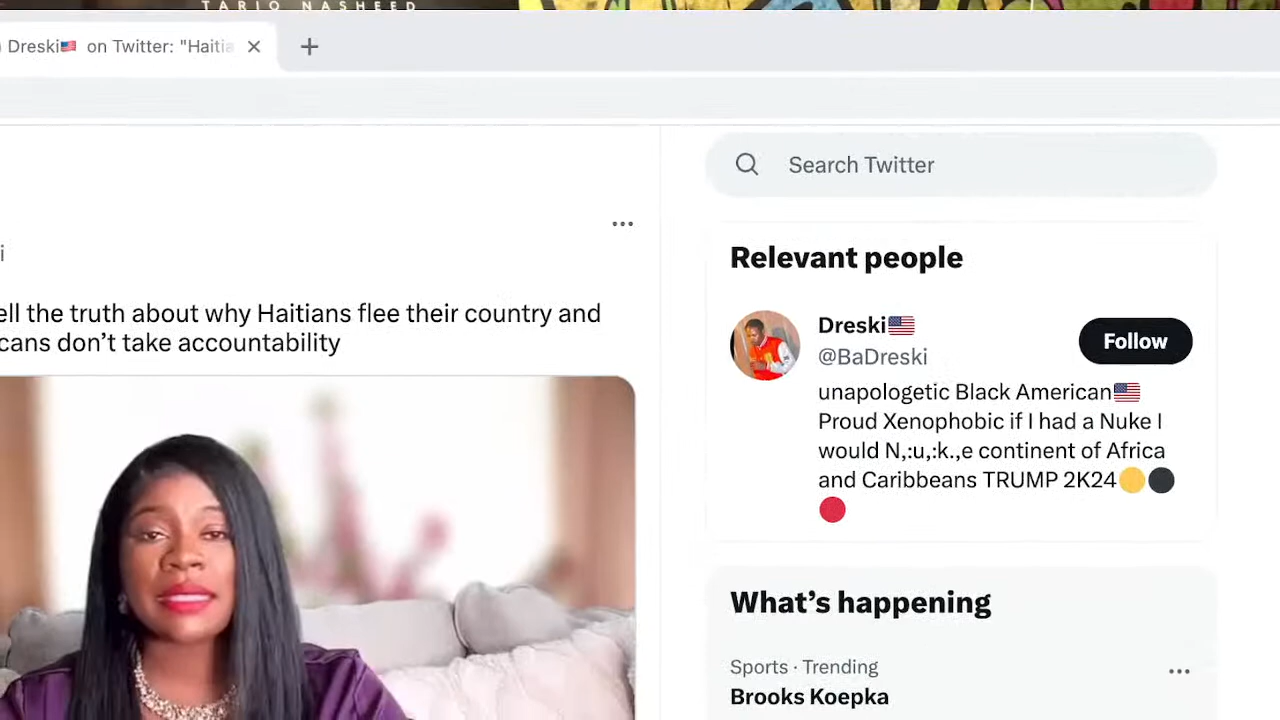 TARIQ NASHEED
Dreski🇺🇸 on Twitter: "Haitia
Search Twitter
ell the truth about why Haitians flee their country and
cans don't take accountability
Relevant people
Dreski🇺🇸
@BaDreski
Follow
unapologetic Black American🇺🇸
Proud Xenophobic if I had a Nuke I
would N,:u,:k.,e continent of Africa
and Caribbeans TRUMP 2K24🟡⚫
🔴
What's happening
Sports · Trending
Brooks Koepka